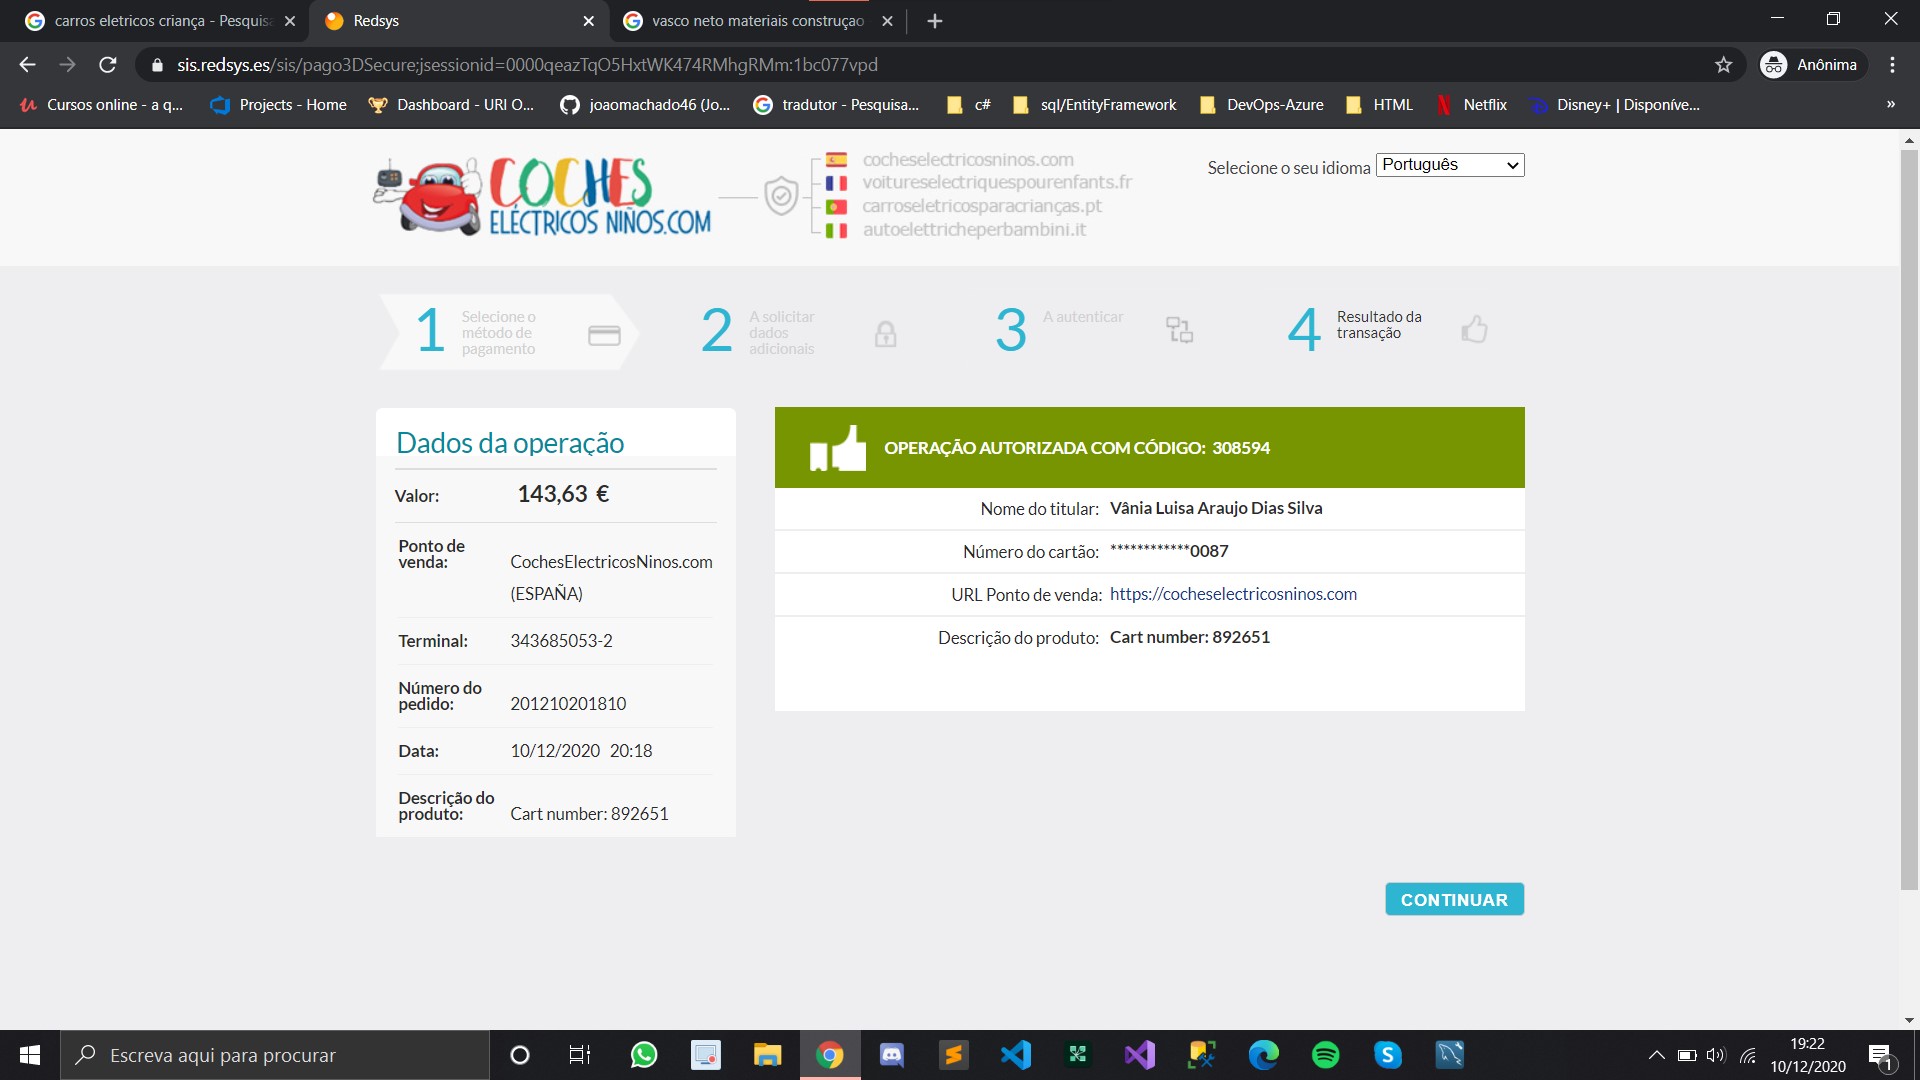 carros eletricos criança - Pesquisa
Redsys
vasco neto materiais construçao
sis.redsys.es/sis/pago3DSecure;jsessionid=0000qeazTqO5HxtWK474RMhgRMm:1bc077vpd
Anônima
Cursos online - a q...
Projects - Home
Dashboard - URI O...
joaomachado46 (Jo...
tradutor - Pesquisa...
c#
sql/EntityFramework
DevOps-Azure
HTML
Netflix
Disney+ | Disponíve...
»
COCHES
ELÉCTRICOS NIÑOS.COM
cocheselectricosninos.com
voitureselectriquespourenfants.fr
carroseletricosparacrianças.pt
autoelettricheperbambini.it
Selecione o seu idioma
Português
1 Selecione o
método de
pagamento
2 A solicitar
dados
adicionais
3 A autenticar
4 Resultado da
transação
Dados da operação
Valor: 143,63 €
Ponto de
venda:
CochesElectricosNinos.com
(ESPAÑA)
Terminal: 343685053-2
Número do
pedido: 201210201810
Data: 10/12/2020 20:18
Descrição do
produto: Cart number: 892651
OPERAÇÃO AUTORIZADA COM CÓDIGO: 308594
Nome do titular: Vânia Luisa Araujo Dias Silva
Número do cartão: ************0087
URL Ponto de venda: https://cocheselectricosninos.com
Descrição do produto: Cart number: 892651
CONTINUAR
Escreva aqui para procurar
19:22
10/12/2020
1